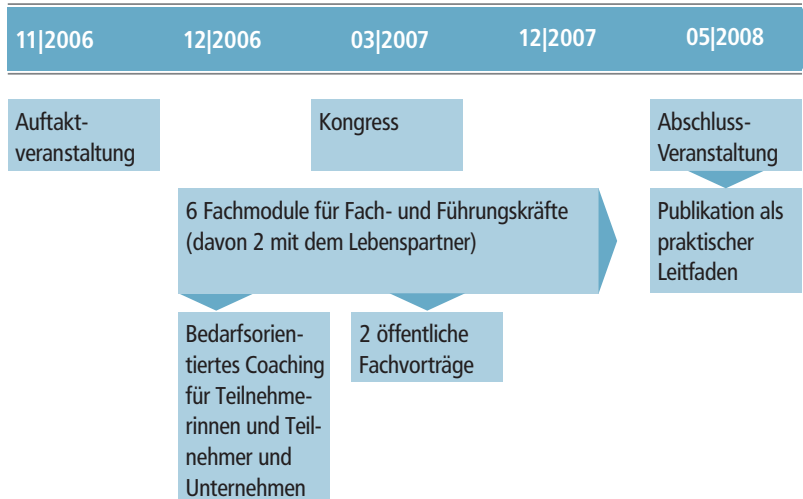 11|2006 12|2006 03|2007 12|2007 05|2008
Auftakt-
veranstaltung
Kongress
Abschluss-
Veranstaltung
6 Fachmodule für Fach- und Führungskräfte
(davon 2 mit dem Lebenspartner)
Publikation als
praktischer
Leitfaden
Bedarfsorien-
tiertes Coaching
für Teilnehme-
rinnen und Teil-
nehmer und
Unternehmen
2 öffentliche
Fachvorträge